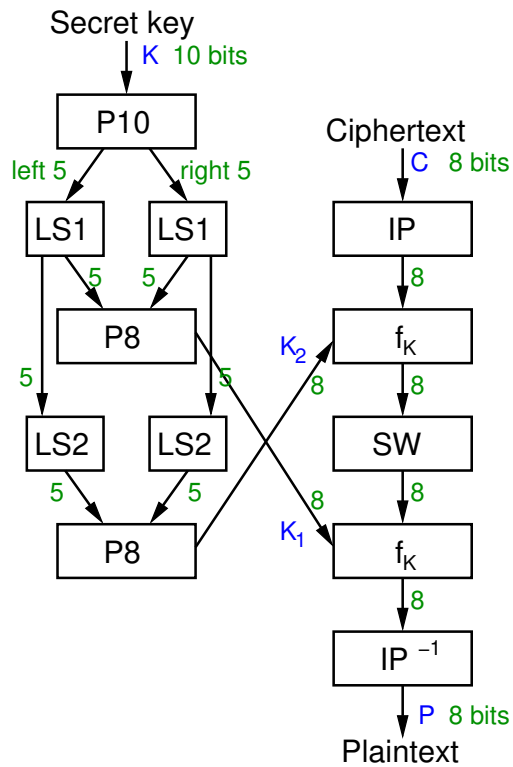 Secret key
K 10 bits
P10
Ciphertext
left 5 right 5
C 8 bits
LS1 LS1 IP
5 5 8
P8 K2 fK
8
5 5 8
LS2 LS2 SW
5 5 8 8
K1
P8 fK
8
IP –1
P 8 bits
Plaintext